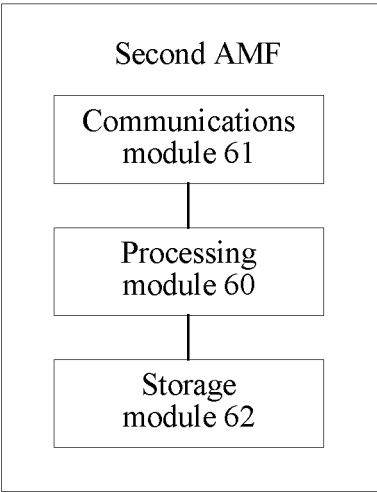 Second AMF
Communications
module 61
Processing
module 60
Storage
module 62